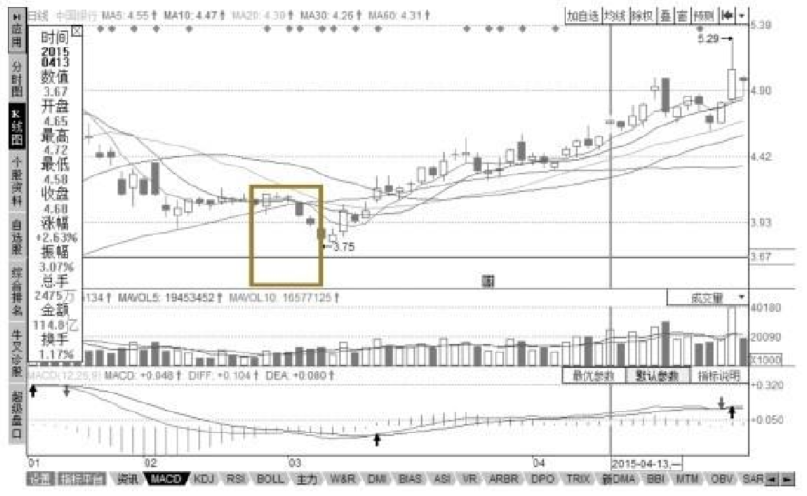 日线 中国银行 MA5: 4.55↑ MA10: 4.47↑ MA20: 4.39↑ MA30: 4.26↑ MA60: 4.31↑
加自选 均线 除权 叠 窗 预测
应用
分时图
K线图
个股资料
自选股
综合排名
牛叉诊股
超级盘口
时间
2015
0413
数值
3.67
开盘
4.65
最高
4.72
最低
4.58
收盘
4.68
涨幅
+2.63%
振幅
3.07%
总手
2475万
金额
114.8亿
换手
1.17%
5.29
5.39
4.90
4.42
3.93
3.75
3.67
134↑ MAVOL5: 19453452↑ MAVOL10: 16577125↑
成交量
40180
20090
X1000
MACD(12,26,9) MACD: +0.048↑ DIFF: +0.104↑ DEA: +0.080↑
最优参数 默认参数 指标说明
+0.320
+0.050
01 02 03 04 2015-04-13,一
设置 指标平台 资讯 MACD KDJ RSI BOLL 主力 W&R DMI BIAS ASI VR ARBR DPO TRIX 新DMA BBI MTM OBV SAR